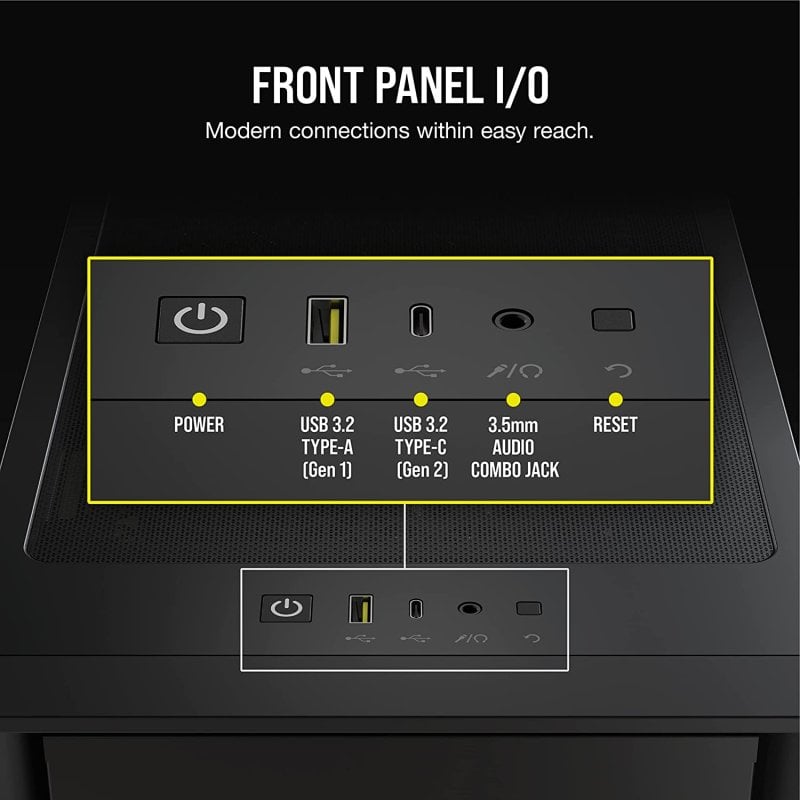 FRONT PANEL I/O
Modern connections within easy reach.
POWER
USB 3.2
TYPE-A
(Gen 1)
USB 3.2
TYPE-C
(Gen 2)
3.5mm
AUDIO
COMBO JACK
RESET